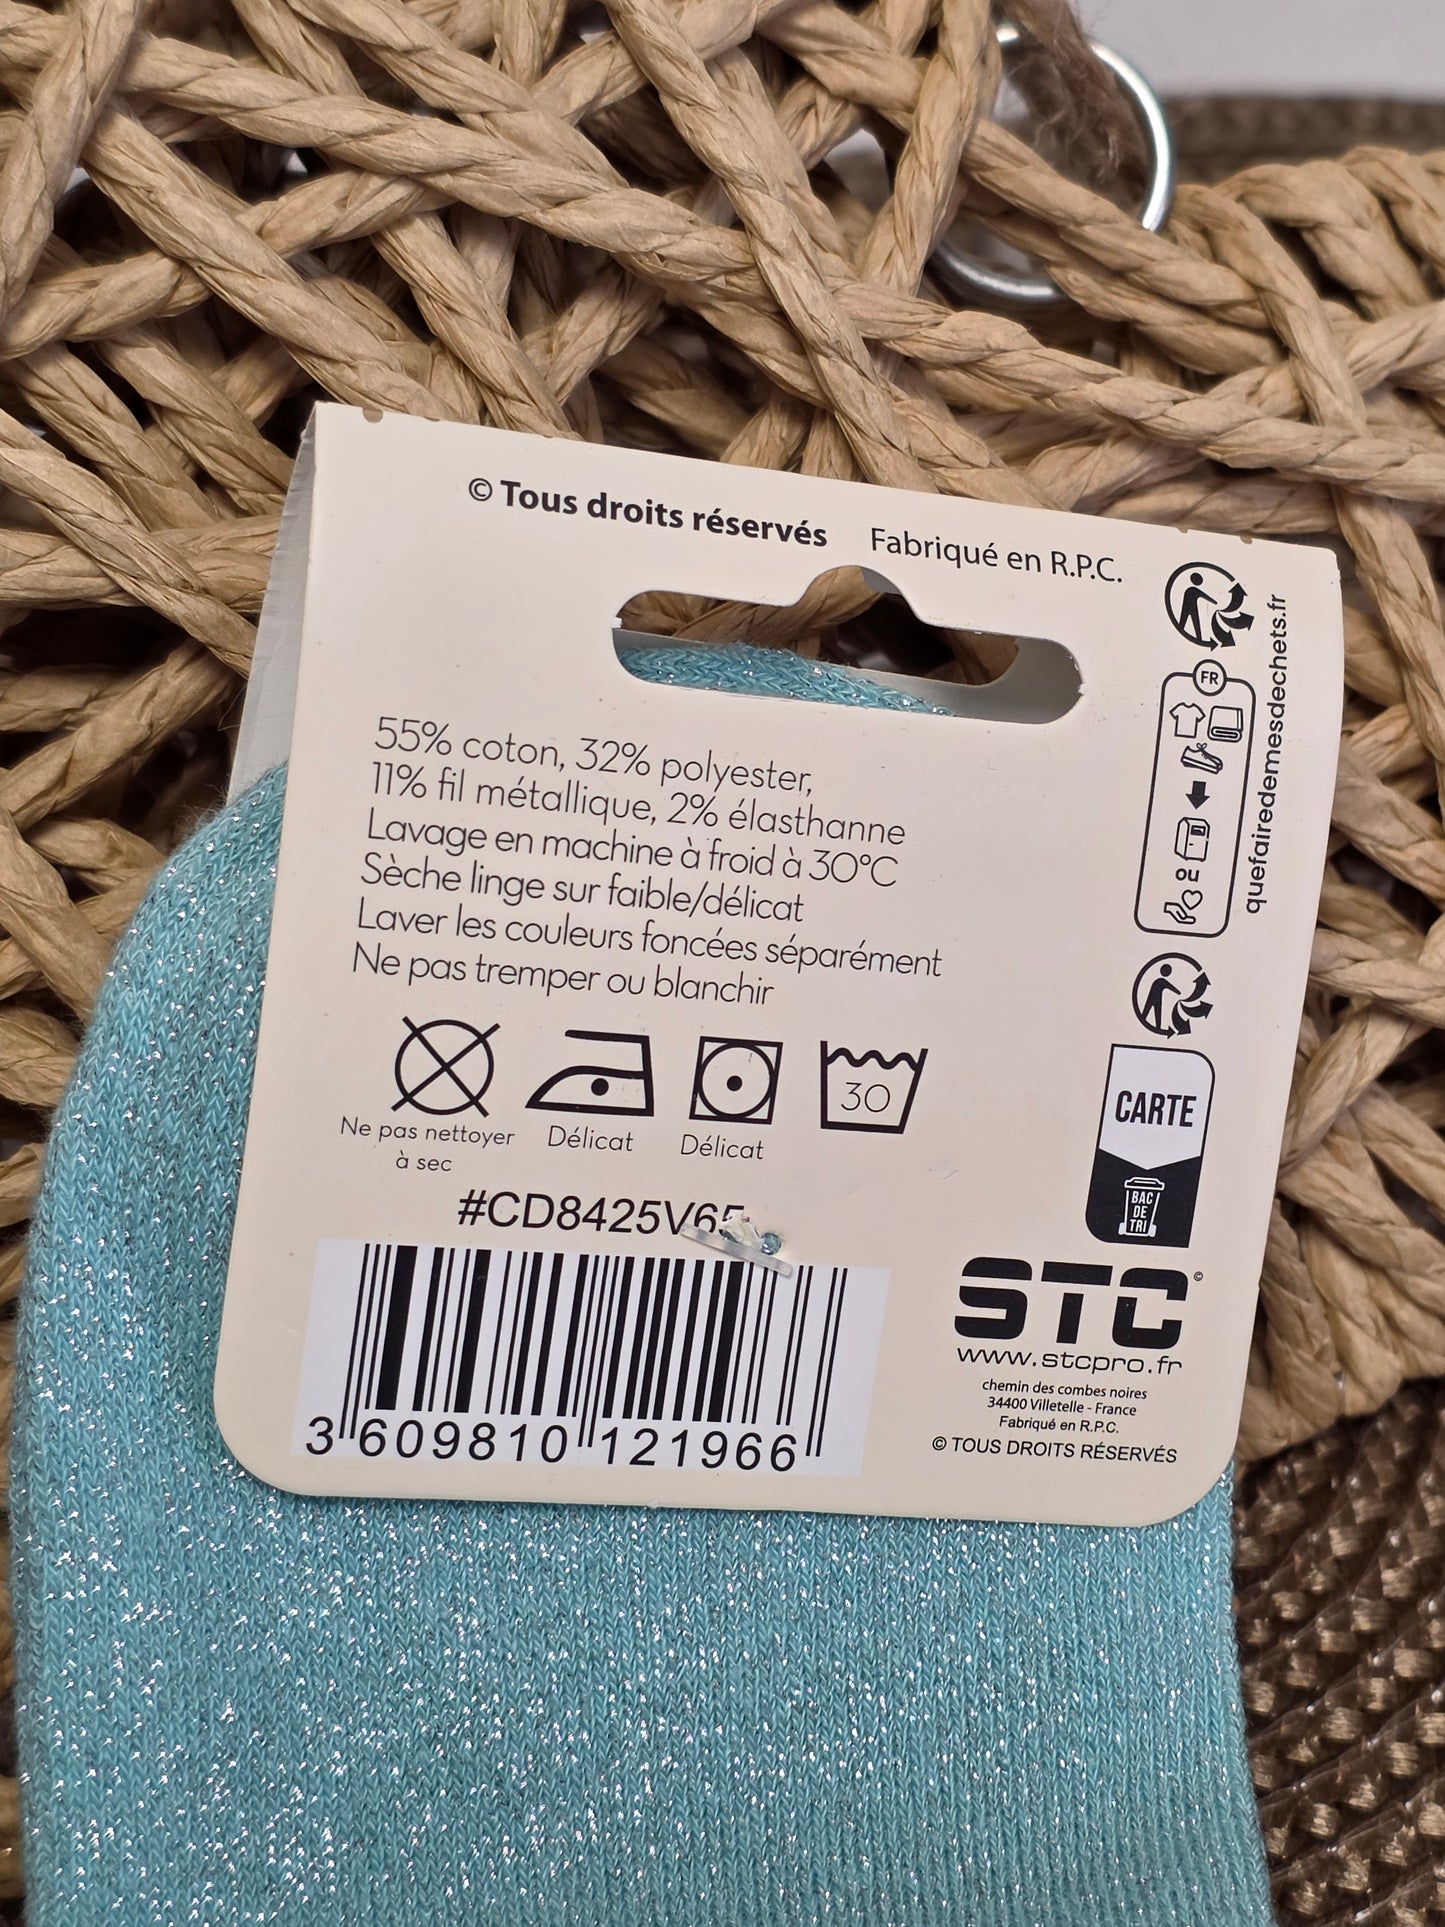 © Tous droits réservés Fabriqué en R.P.C.
FR
ou
quefairedemesdechets.fr
55% coton, 32% polyester,
11% fil métallique, 2% élasthanne
Lavage en machine à froid à 30°C
Sèche linge sur faible/délicat
Laver les couleurs foncées séparément
Ne pas tremper ou blanchir
30
Ne pas nettoyer
à sec
Délicat
Délicat
CARTE
BAC
DE
TRI
#CD8425V65
3 609810 121966
STC©
www.stcpro.fr
chemin des combes noires
34400 Villetelle - France
Fabriqué en R.P.C.
© TOUS DROITS RÉSERVÉS